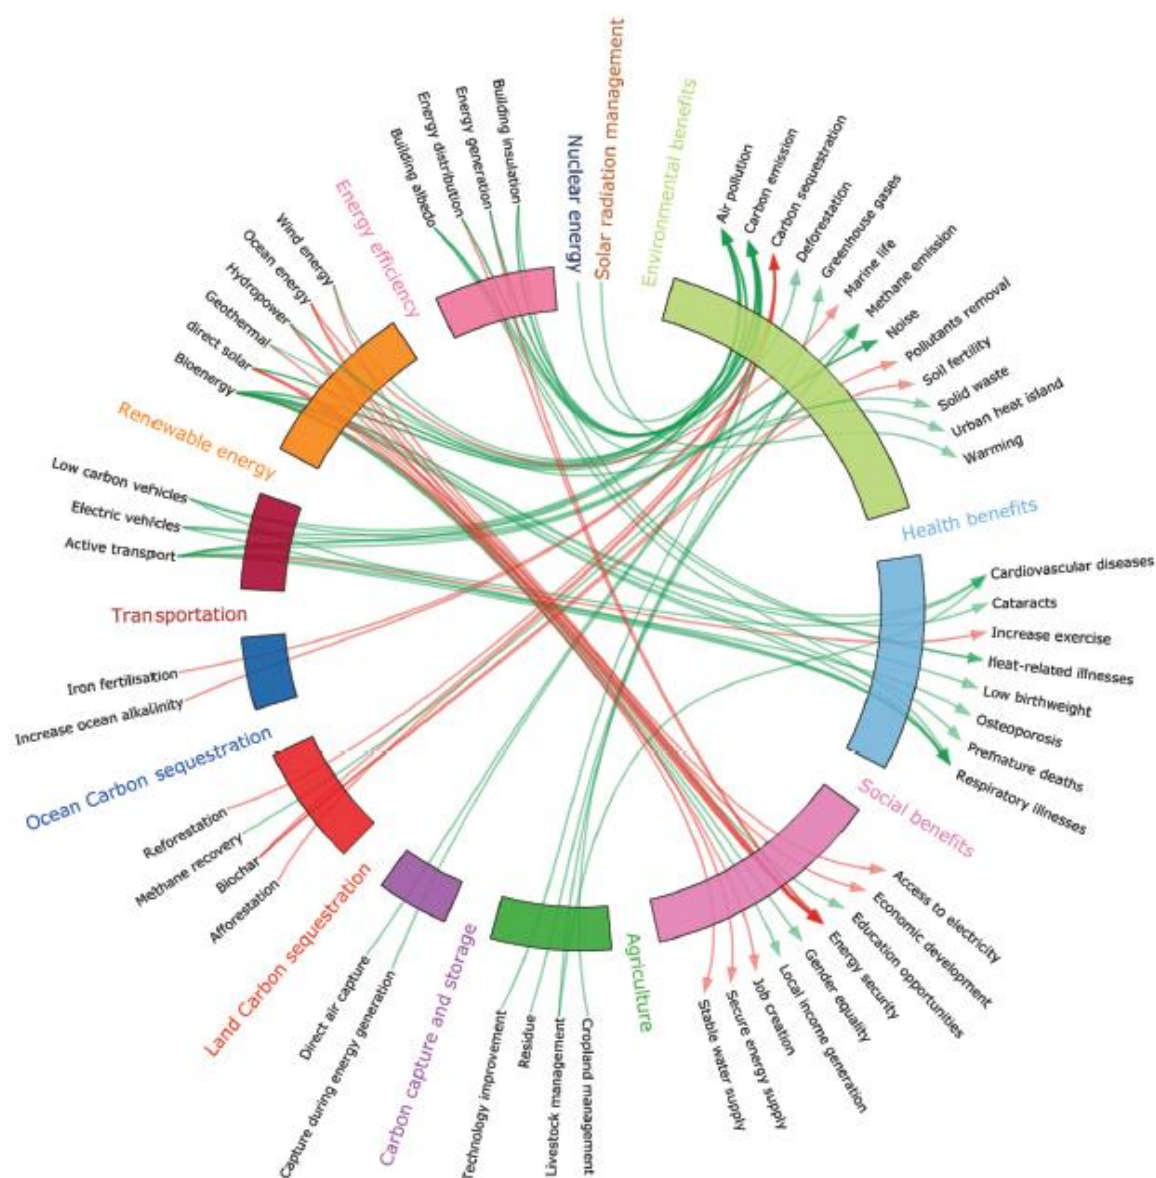 Solar radiation management
Nuclear energy
Building insulation
Energy generation
Energy distribution
Building albedo
Energy efficiency
Wind energy
Ocean energy
Hydropower
Geothermal
direct solar
Bioenergy
Renewable energy
Low carbon vehicles
Electric vehicles
Active transport
Transportation
Iron fertilisation
Increase ocean alkalinity
Ocean Carbon sequestration
Reforestation
Methane recovery
Biochar
Afforestation
Land Carbon sequestration
Direct air capture
Capture during energy generation
Carbon capture and storage
Technology improvement
Residue
Livestock management
Cropland management
Agriculture
Environmental benefits
Air pollution
Carbon emission
Carbon sequestration
Deforestation
Greenhouse gases
Marine life
Methane emission
Noise
Pollutants removal
Soil fertility
Solid waste
Urban heat island
Warming
Health benefits
Cardiovascular diseases
Cataracts
Increase exercise
Heat-related illnesses
Low birthweight
Osteoporosis
Prefnature deaths
Respiratory illnesses
Social benefits
Access to electricity
Economic development
Education opportunities
Energy security
Gender equality
Local income generation
Job creation
Secure energy supply
Stable water supply